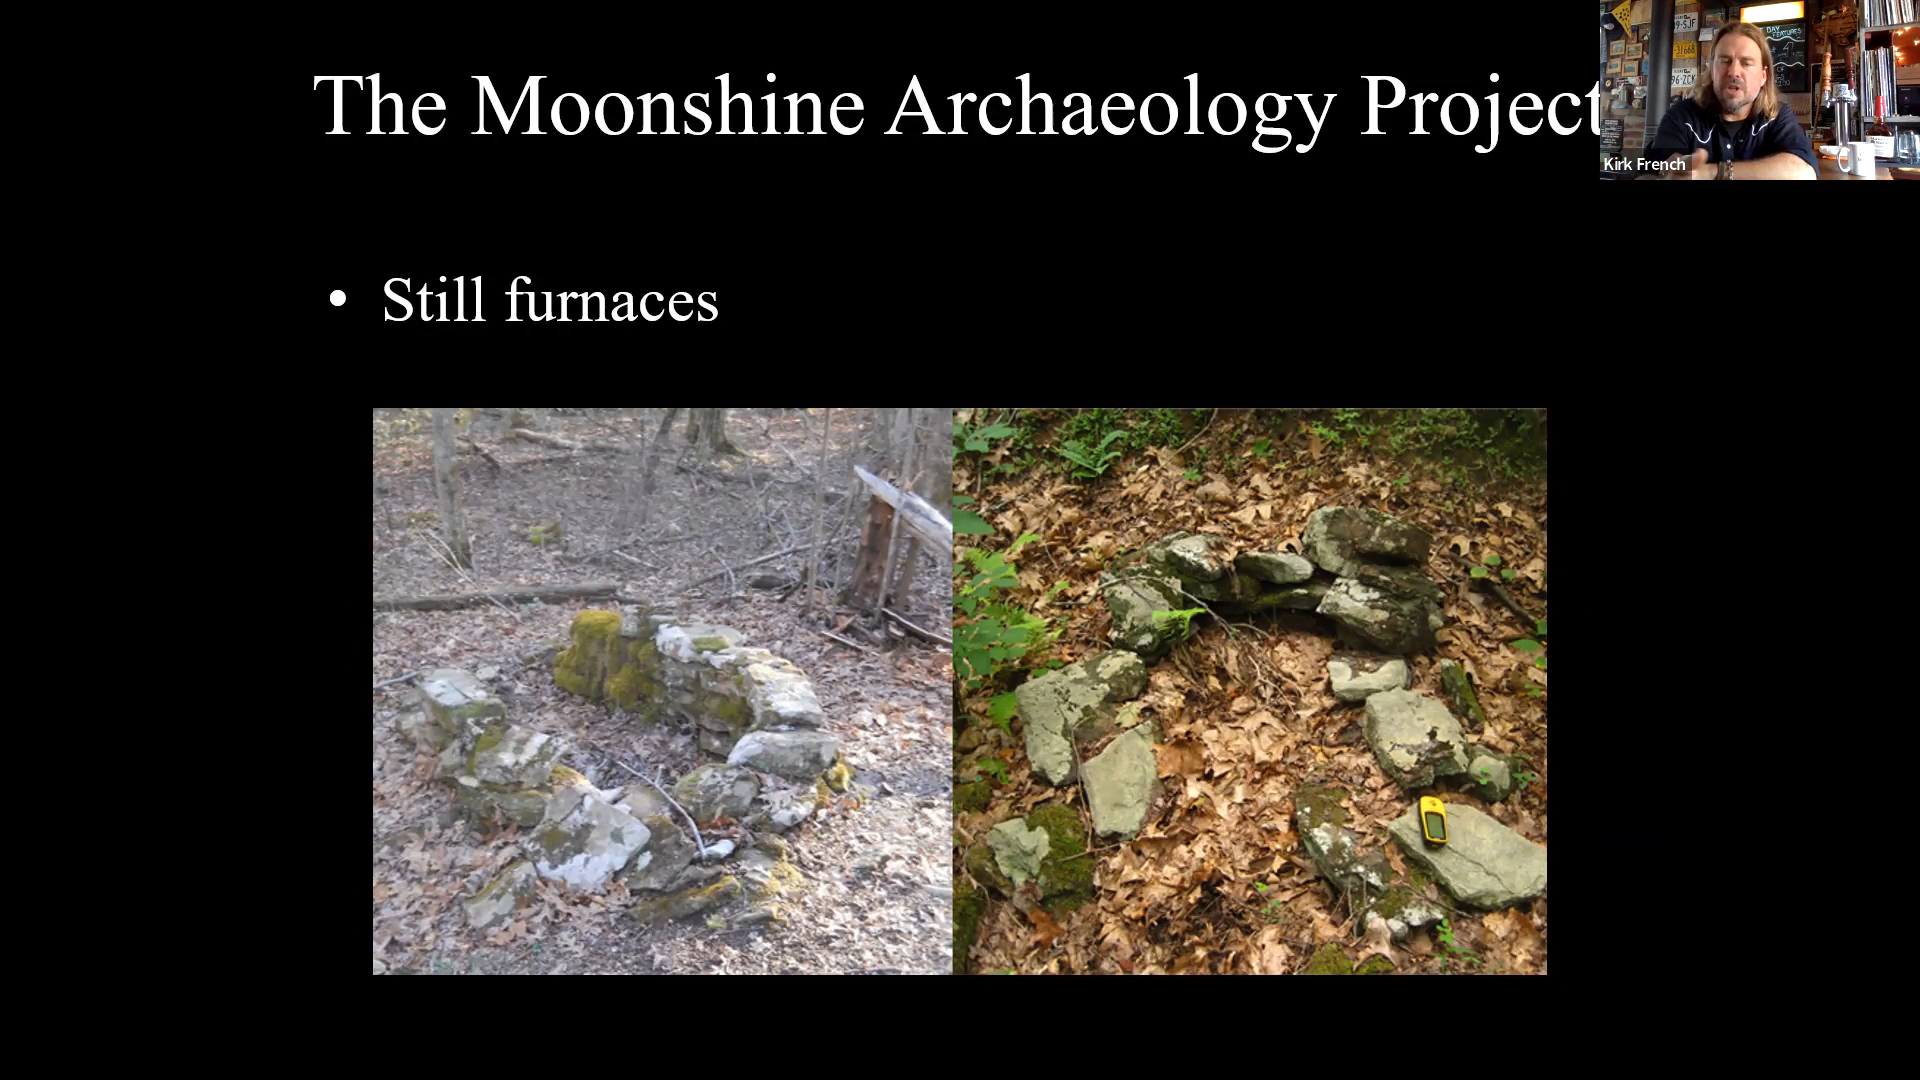 The Moonshine Archaeology Project
• Still furnaces
Kirk French